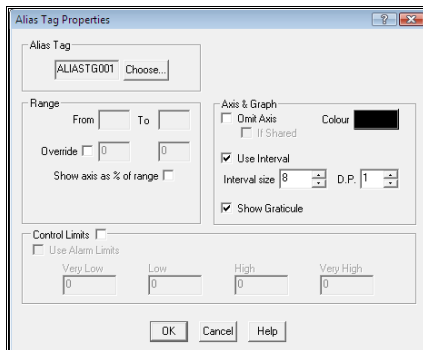 Alias Tag Properties
Alias Tag
ALIASTG001 Choose...
Range
From To
Override 0 0
Show axis as % of range
Axis & Graph
Omit Axis Colour
If Shared
Use Interval
Interval size 8 D.P. 1
Show Graticule
Control Limits
Use Alarm Limits
Very Low Low High Very High
0 0 0 0
OK Cancel Help